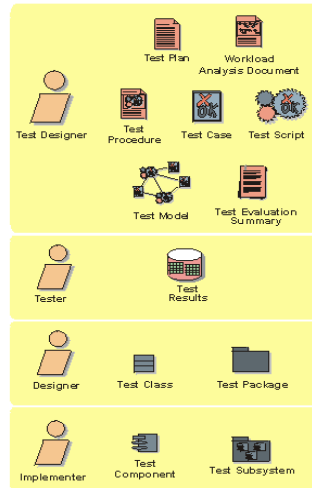 Test Plan
Workload
Analysis Document
Test Designer
Test
Procedure
Test Case
Test Script
Test Model
Test Evaluation
Summary
Tester
Test
Results
Designer
Test Class
Test Package
Implementer
Test
Component
Test Subsystem